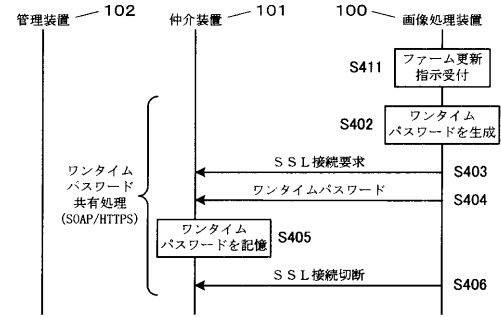 管理装置 102
仲介装置 101
画像処理装置 100
S411
ファーム更新
指示受付
S402
ワンタイム
パスワードを生成
SSL接続要求
S403
ワンタイムパスワード
S404
ワンタイム
パスワード
共有処理
(SOAP/HTTPS)
ワンタイム
パスワードを記憶
S405
SSL接続切断
S406